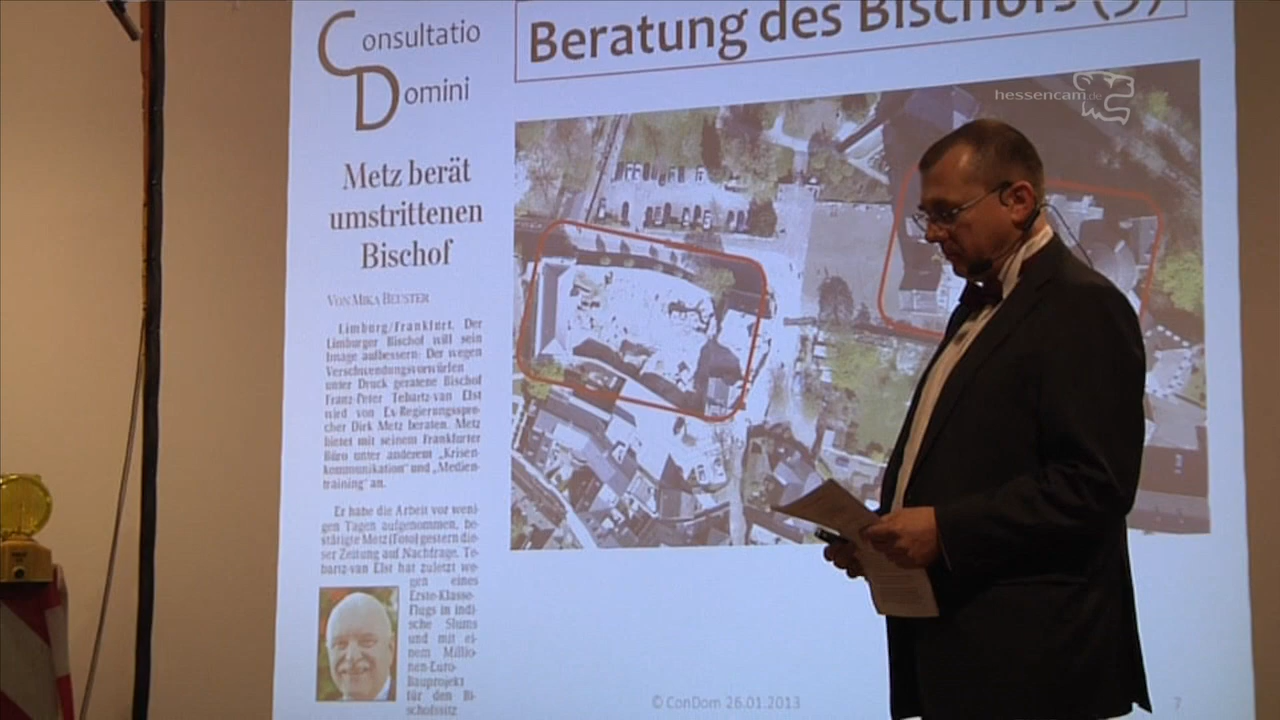 Consultatio
Domini
Beratung des Bischofs (3)
hessencam.de
Metz berät
umstrittenen
Bischof
VON MIKA BEUSTER
Limburg/Frankfurt. Der
Limburger Bischof will sein
Image aufbessern: Der wegen
Verschwendungsvorwürfen
unter Druck geratene Bischof
Franz-Peter Tebartz-van Elst
wird von Ex-Regierungsspre-
cher Dirk Metz beraten. Metz
bietet mit seinem Frankfurter
Büro unter anderem „Krisen-
kommunikation" und „Medien-
training" an.
Er habe die Arbeit vor weni-
gen Tagen aufgenommen, be-
stätigte Metz (Foto) gestern die-
ser Zeitung auf Nachfrage. Te-
bartz-van Elst hat zuletzt we-
gen eines
Erste-Klasse-
Flugs in indi-
sche Slums
und mit ei-
nem Millio-
nen-Euro-
Bauprojekt
für den Bi-
schofssitz
© ConDom 26.01.2013
7